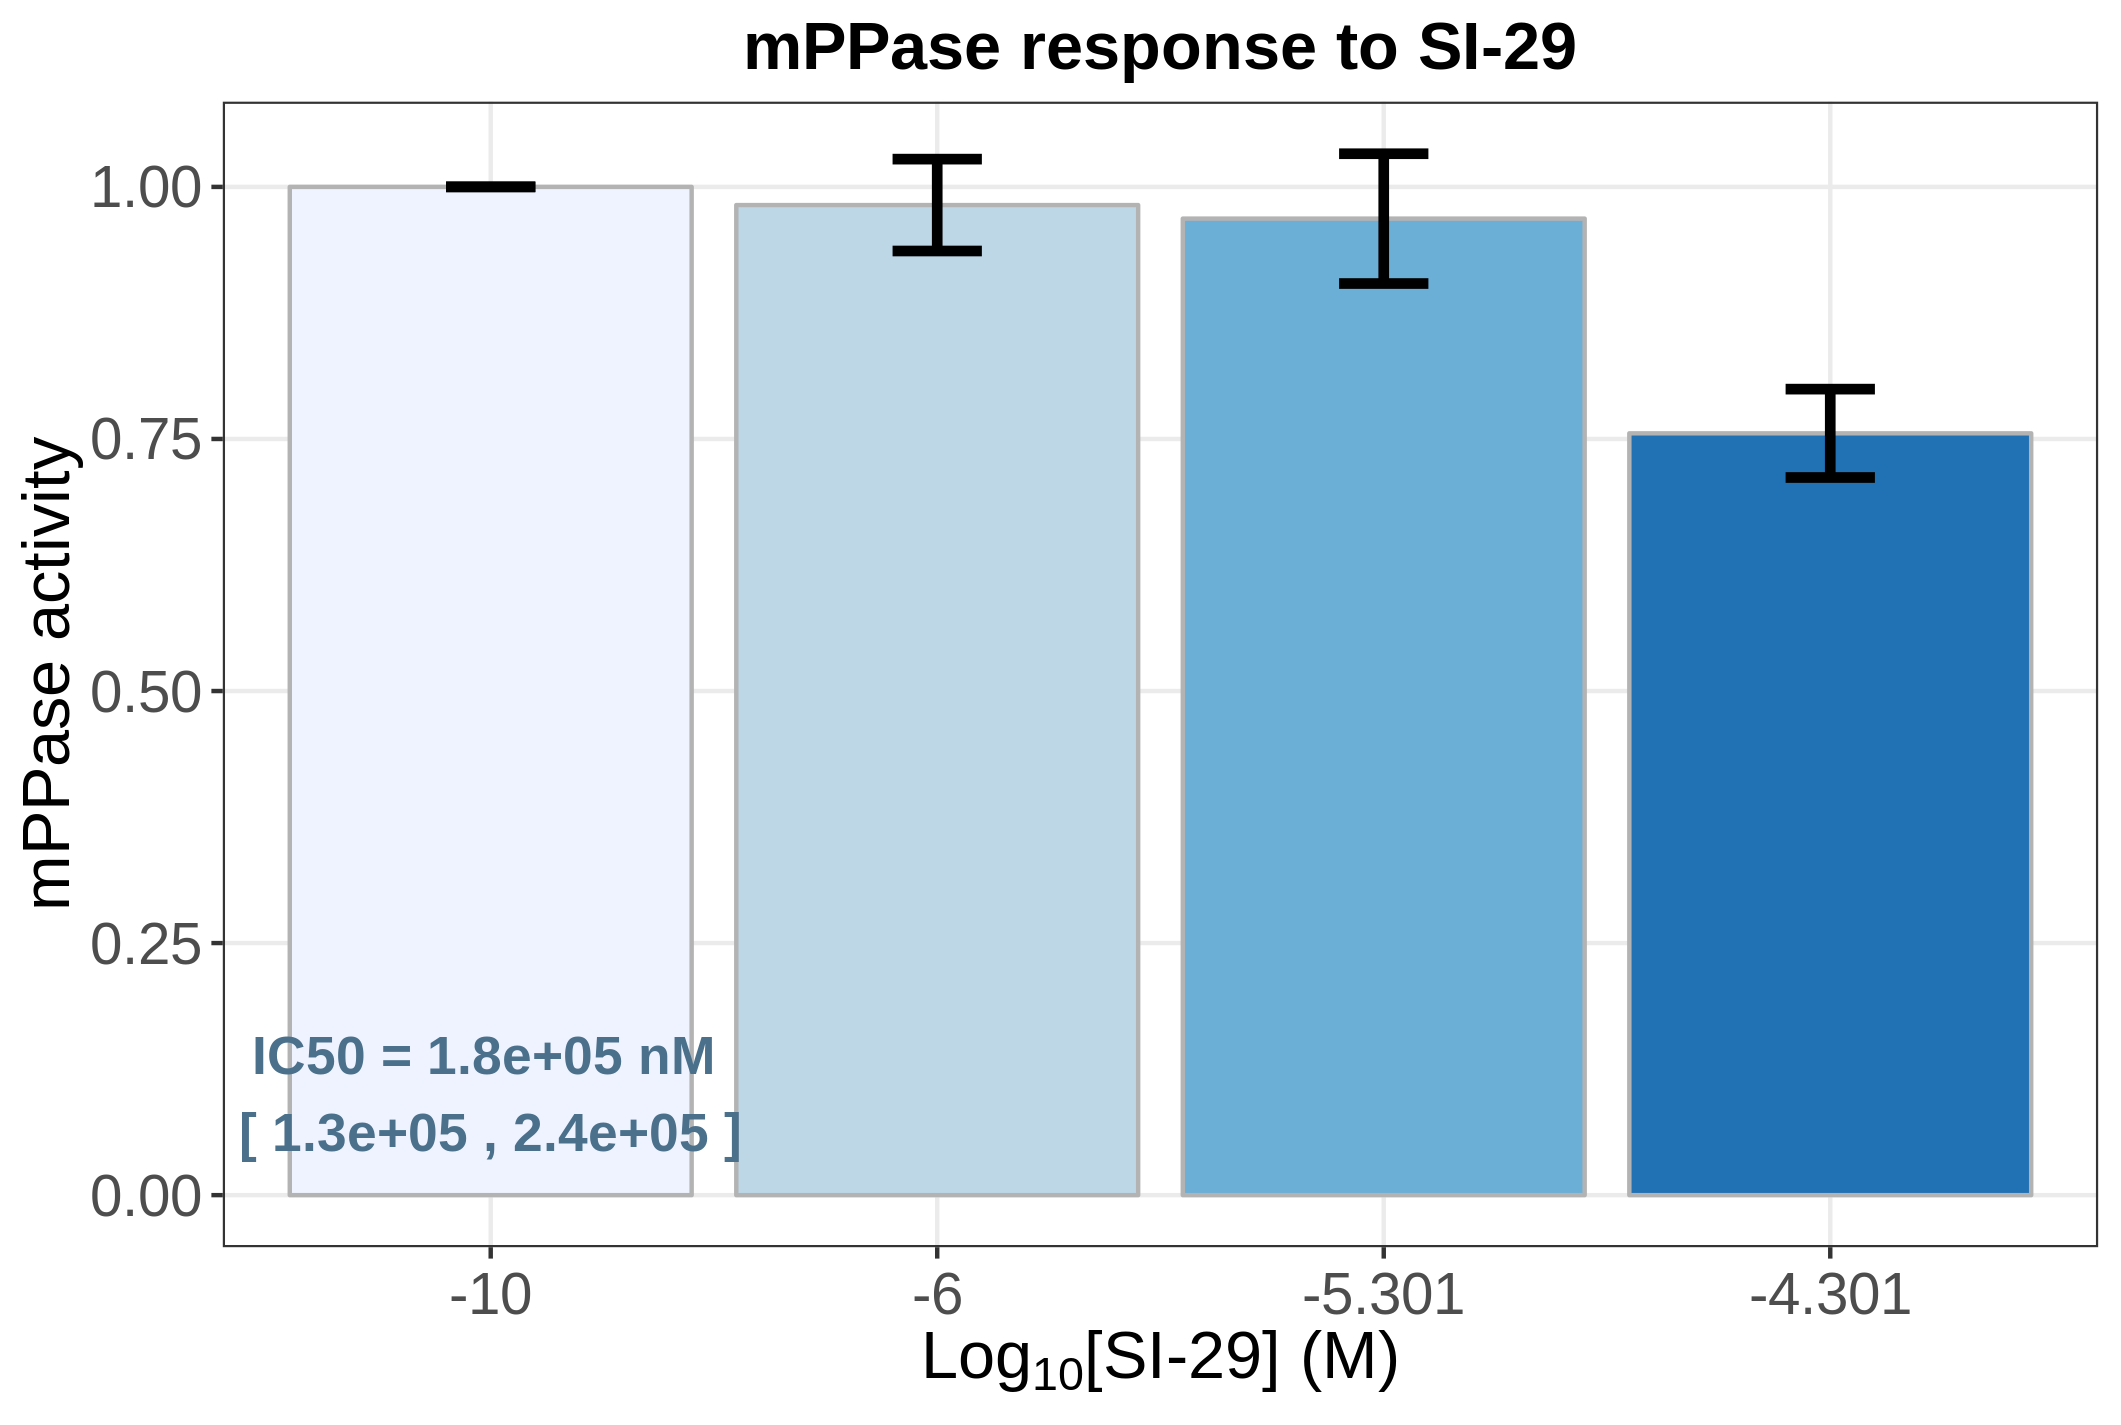 mPPase response to SI-29
mPPase activity
1.00
0.75
0.50
0.25
0.00
IC50 = 1.8e+05 nM
[ 1.3e+05 , 2.4e+05 ]
-10 -6 -5.301 -4.301
Log₁₀[SI-29] (M)